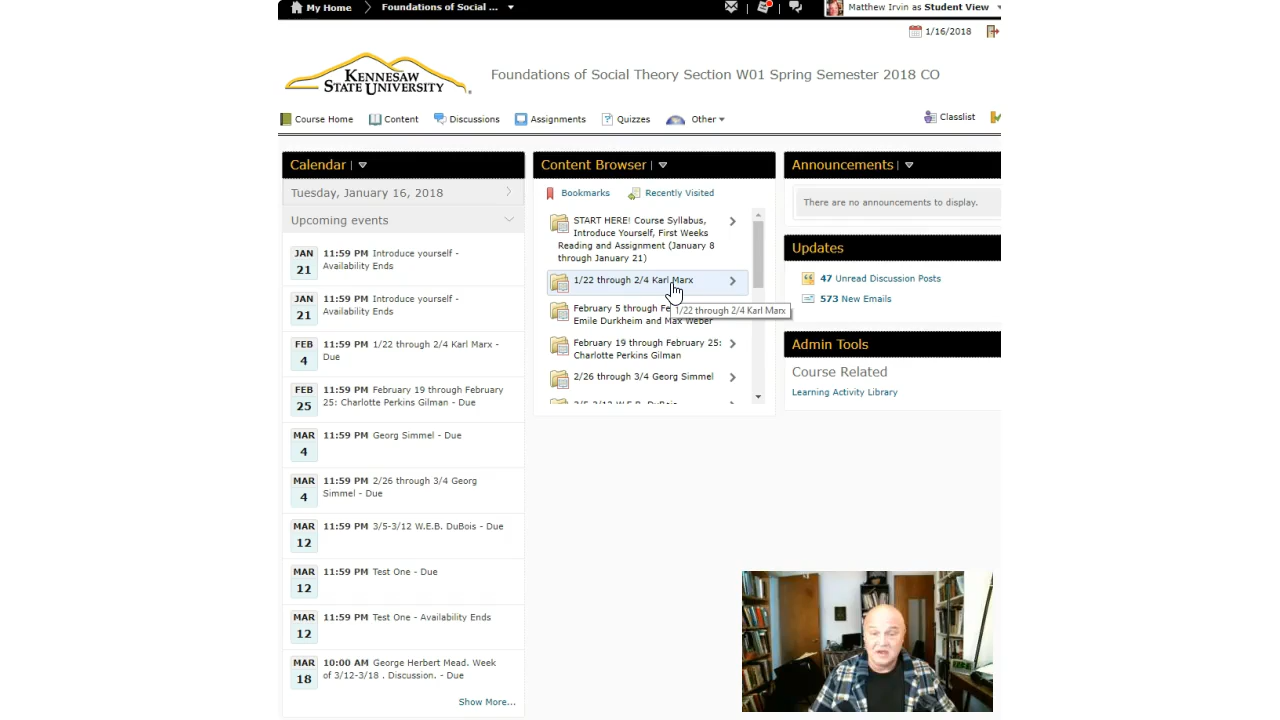 My Home
Foundations of Social ...
Matthew Irvin as Student View
1/16/2018
KENNESAW
STATE UNIVERSITY
Foundations of Social Theory Section W01 Spring Semester 2018 CO
Course Home
Content
Discussions
Assignments
Quizzes
Other
Classlist
Calendar
Tuesday, January 16, 2018
Upcoming events
JAN
21
11:59 PM Introduce yourself -
Availability Ends
JAN
21
11:59 PM Introduce yourself -
Availability Ends
FEB
4
11:59 PM 1/22 through 2/4 Karl Marx -
Due
FEB
25
11:59 PM February 19 through February
25: Charlotte Perkins Gilman - Due
MAR
4
11:59 PM Georg Simmel - Due
MAR
4
11:59 PM 2/26 through 3/4 Georg
Simmel - Due
MAR
12
11:59 PM 3/5-3/12 W.E.B. DuBois - Due
MAR
12
11:59 PM Test One - Due
MAR
12
11:59 PM Test One - Availability Ends
MAR
18
10:00 AM George Herbert Mead. Week
of 3/12-3/18 . Discussion. - Due
Show More...
Content Browser
Bookmarks
Recently Visited
START HERE! Course Syllabus,
Introduce Yourself, First Weeks
Reading and Assignment (January 8
through January 21)
1/22 through 2/4 Karl Marx
February 5 through
Emile Durkheim and Max Weber
1/22 through 2/4 Karl Marx
February 19 through February 25:
Charlotte Perkins Gilman
2/26 through 3/4 Georg Simmel
3/5-3/12 W.E.B. DuBois
Announcements
There are no announcements to display.
Updates
47 Unread Discussion Posts
573 New Emails
Admin Tools
Course Related
Learning Activity Library